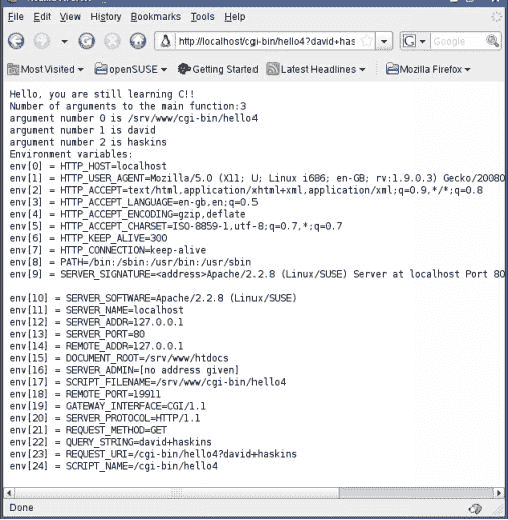 File Edit View History Bookmarks Tools Help
http://localhost/cgi-bin/hello4?david+has G Google
Most Visited openSUSE Getting Started Latest Headlines Mozilla Firefox
Hello, you are still learning C!!
Number of arguments to the main function:3
argument number 0 is /srv/www/cgi-bin/hello4
argument number 1 is david
argument number 2 is haskins
Environment variables:
env[0] = HTTP_HOST=localhost
env[1] = HTTP_USER_AGENT=Mozilla/5.0 (X11; U; Linux i686; en-GB; rv:1.9.0.3) Gecko/20080
env[2] = HTTP_ACCEPT=text/html,application/xhtml+xml,application/xml;q=0.9,*/*;q=0.8
env[3] = HTTP_ACCEPT_LANGUAGE=en-gb,en;q=0.5
env[4] = HTTP_ACCEPT_ENCODING=gzip,deflate
env[5] = HTTP_ACCEPT_CHARSET=ISO-8859-1,utf-8;q=0.7,*;q=0.7
env[6] = HTTP_KEEP_ALIVE=300
env[7] = HTTP_CONNECTION=keep-alive
env[8] = PATH=/bin:/sbin:/usr/bin:/usr/sbin
env[9] = SERVER_SIGNATURE=<address>Apache/2.2.8 (Linux/SUSE) Server at localhost Port 80
env[10] = SERVER_SOFTWARE=Apache/2.2.8 (Linux/SUSE)
env[11] = SERVER_NAME=localhost
env[12] = SERVER_ADDR=127.0.0.1
env[13] = SERVER_PORT=80
env[14] = REMOTE_ADDR=127.0.0.1
env[15] = DOCUMENT_ROOT=/srv/www/htdocs
env[16] = SERVER_ADMIN=[no address given]
env[17] = SCRIPT_FILENAME=/srv/www/cgi-bin/hello4
env[18] = REMOTE_PORT=19911
env[19] = GATEWAY_INTERFACE=CGI/1.1
env[20] = SERVER_PROTOCOL=HTTP/1.1
env[21] = REQUEST_METHOD=GET
env[22] = QUERY_STRING=david+haskins
env[23] = REQUEST_URI=/cgi-bin/hello4?david+haskins
env[24] = SCRIPT_NAME=/cgi-bin/hello4
Done